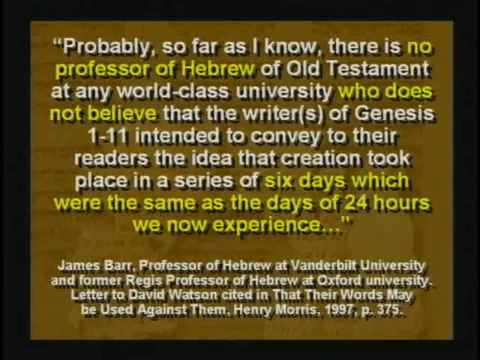 “Probably, so far as I know, there is no
professor of Hebrew of Old Testament
at any world-class university who does
not believe that the writer(s) of Genesis
1-11 intended to convey to their
readers the idea that creation took
place in a series of six days which
were the same as the days of 24 hours
we now experience…”
James Barr, Professor of Hebrew at Vanderbilt University
and former Regis Professor of Hebrew at Oxford university.
Letter to David Watson cited in That Their Words May
be Used Against Them, Henry Morris, 1997, p. 375.